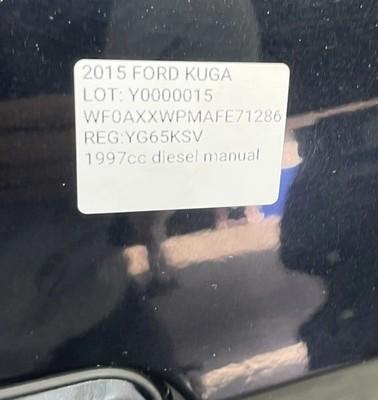 2015 FORD KUGA
LOT: Y0000015
WF0AXXWPMAFE71286
REG:YG65KSV
1997cc diesel manual